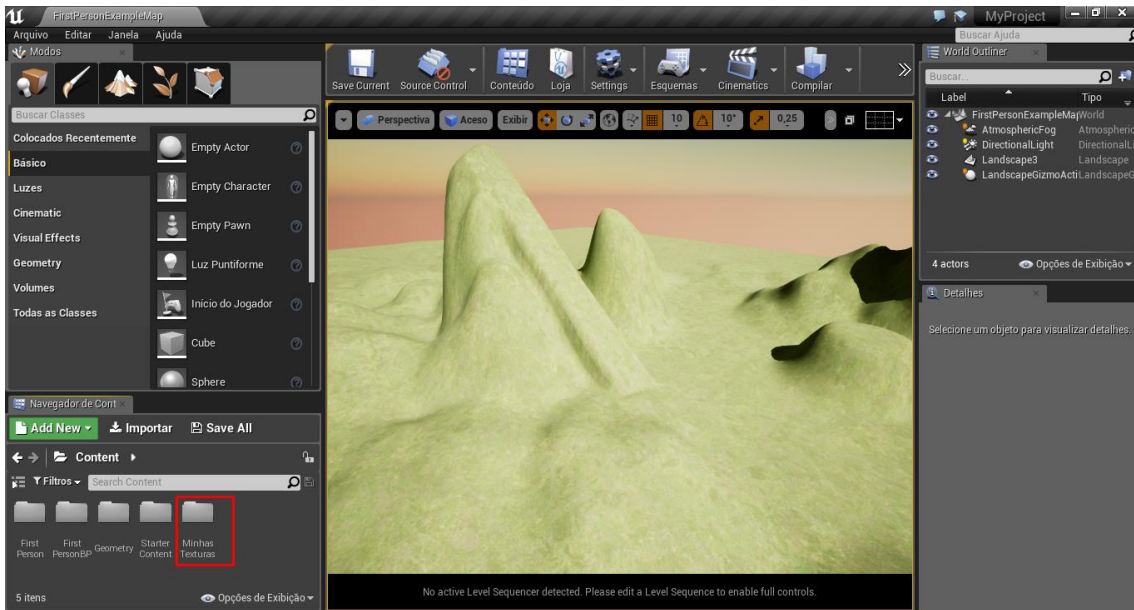 FirstPersonExampleMap
MyProject
Arquivo Editar Janela Ajuda
Buscar Ajuda
Modos
Buscar Classes
Colocados Recentemente
Básico
Luzes
Cinematic
Visual Effects
Geometry
Volumes
Todas as Classes
Empty Actor
Empty Character
Empty Pawn
Luz Puntiforme
Início do Jogador
Cube
Sphere
Save Current Source Control Conteúdo Loja Settings Esquemas Cinematics Compilar
Perspectiva Aceso Exibir 10 10° 0,25
No active Level Sequencer detected. Please edit a Level Sequence to enable full controls.
Navegador de Cont
Add New Importar Save All
Content
Filtros Search Content
First Person
First PersonBP
Geometry
Starter Content
Minhas Texturas
5 itens Opções de Exibição
World Outliner
Buscar...
Label Tipo
FirstPersonExampleMap World
AtmosphericFog Atmospheric
DirectionalLight DirectionalLi
Landscape3 Landscape
LandscapeGizmoActi LandscapeG
4 actors Opções de Exibição
Detalhes
Selecione um objeto para visualizar detalhes.